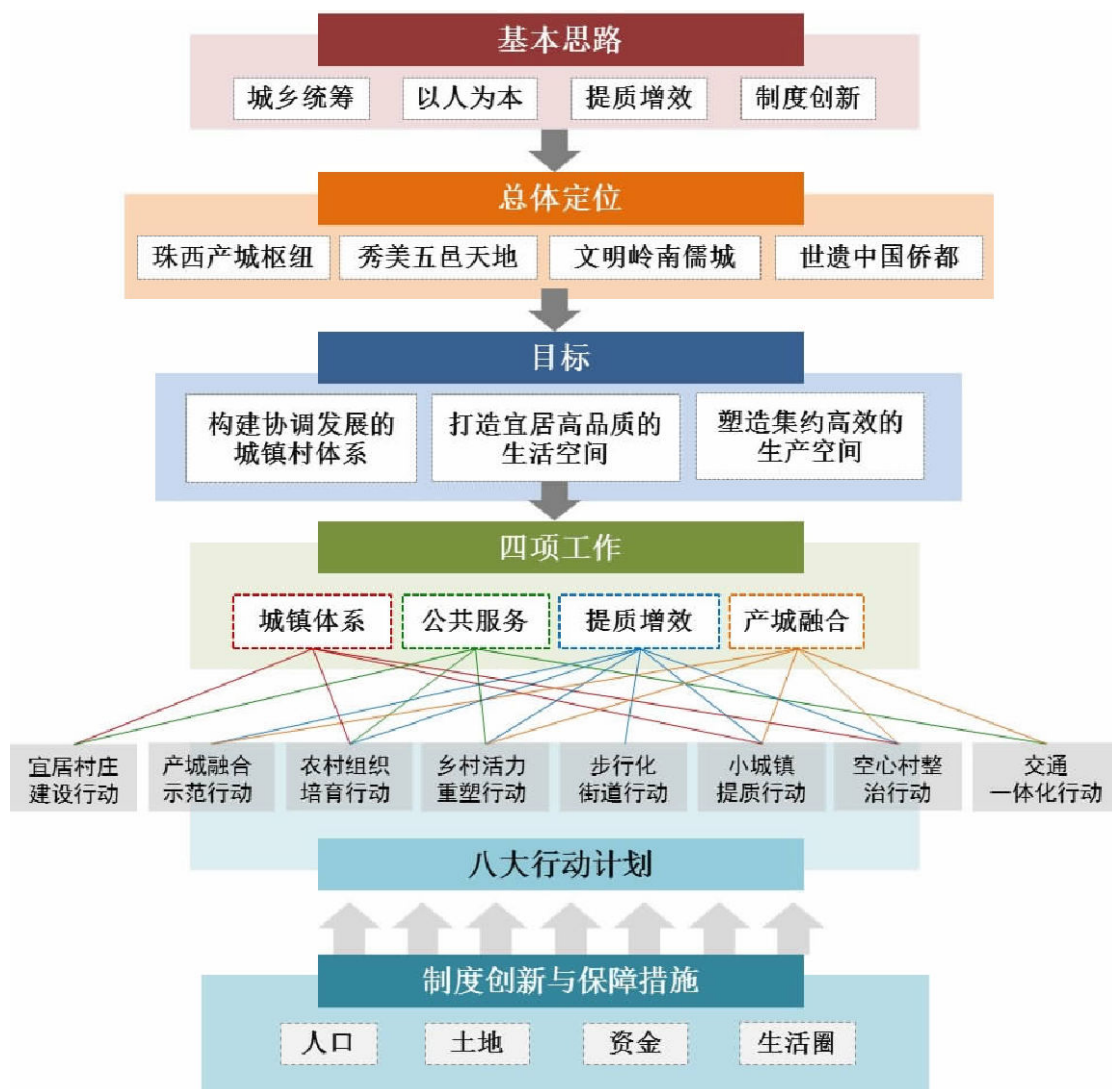 基本思路
城乡统筹
以人为本
提质增效
制度创新
总体定位
珠西产城枢纽
秀美五邑天地
文明岭南儒城
世遗中国侨都
目标
构建协调发展的
城镇村体系
打造宜居高品质的
生活空间
塑造集约高效的
生产空间
四项工作
城镇体系
公共服务
提质增效
产城融合
宜居村庄
建设行动
产城融合
示范行动
农村组织
培育行动
乡村活力
重塑行动
步行化
街道行动
小城镇
提质行动
空心村整
治行动
交通
一体化行动
八大行动计划
制度创新与保障措施
人口
土地
资金
生活圈